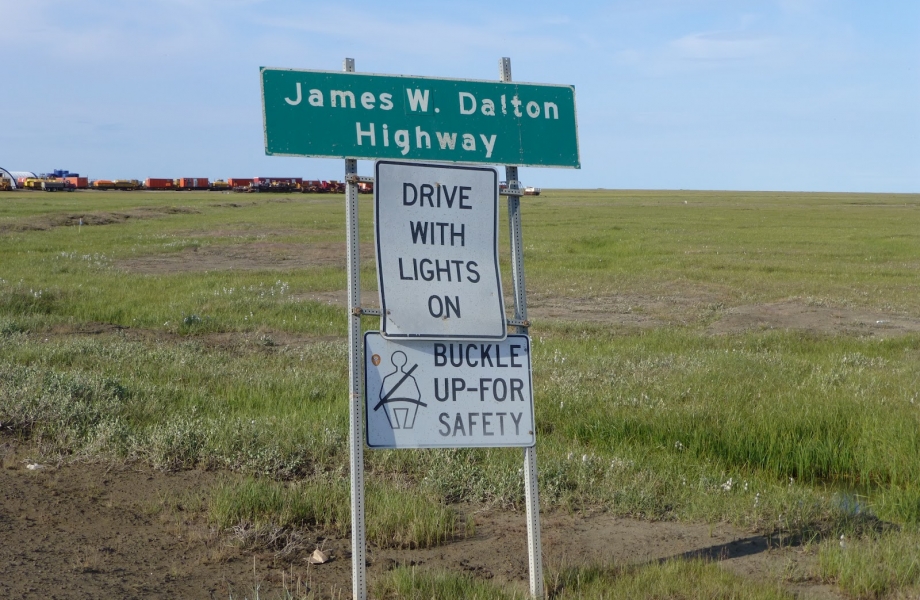 James W. Dalton
Highway
DRIVE
WITH
LIGHTS
ON
BUCKLE
UP-FOR
SAFETY